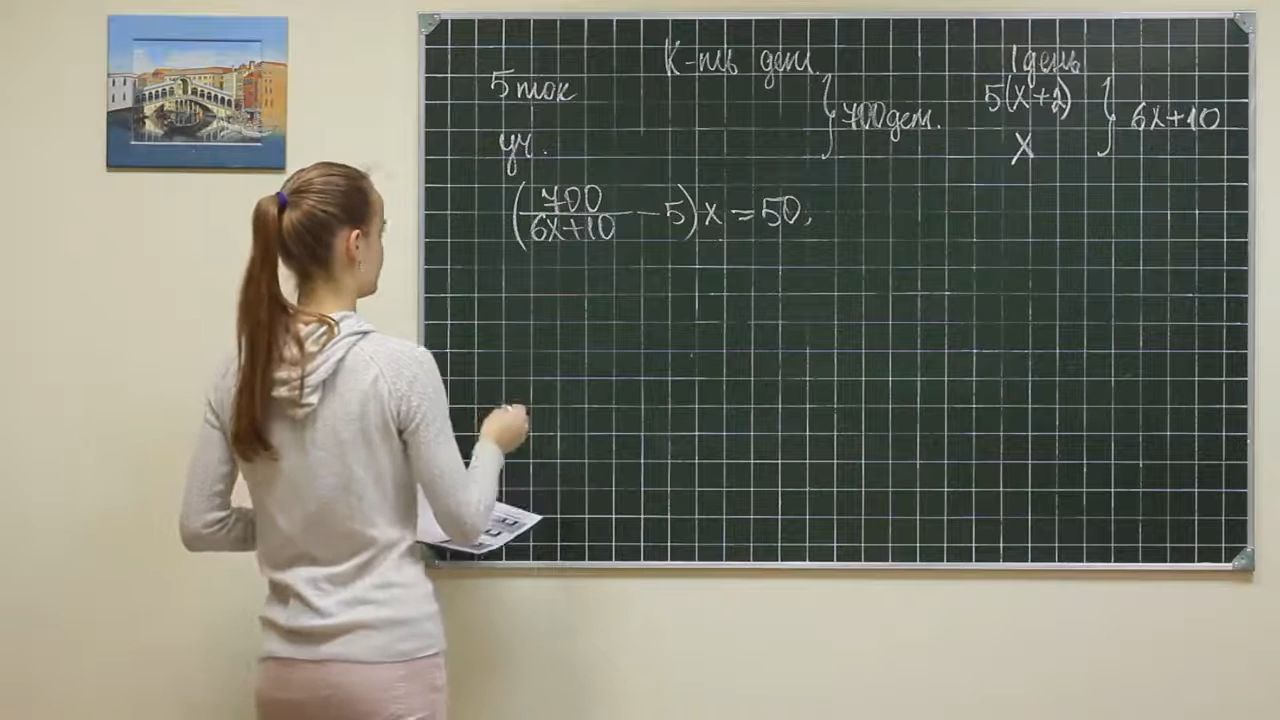 К-ть дет. 1 день
5 ток 5(x+2)
} 700 дет. } 6x+10
уч. x
(700/(6x+10) - 5)x = 50,